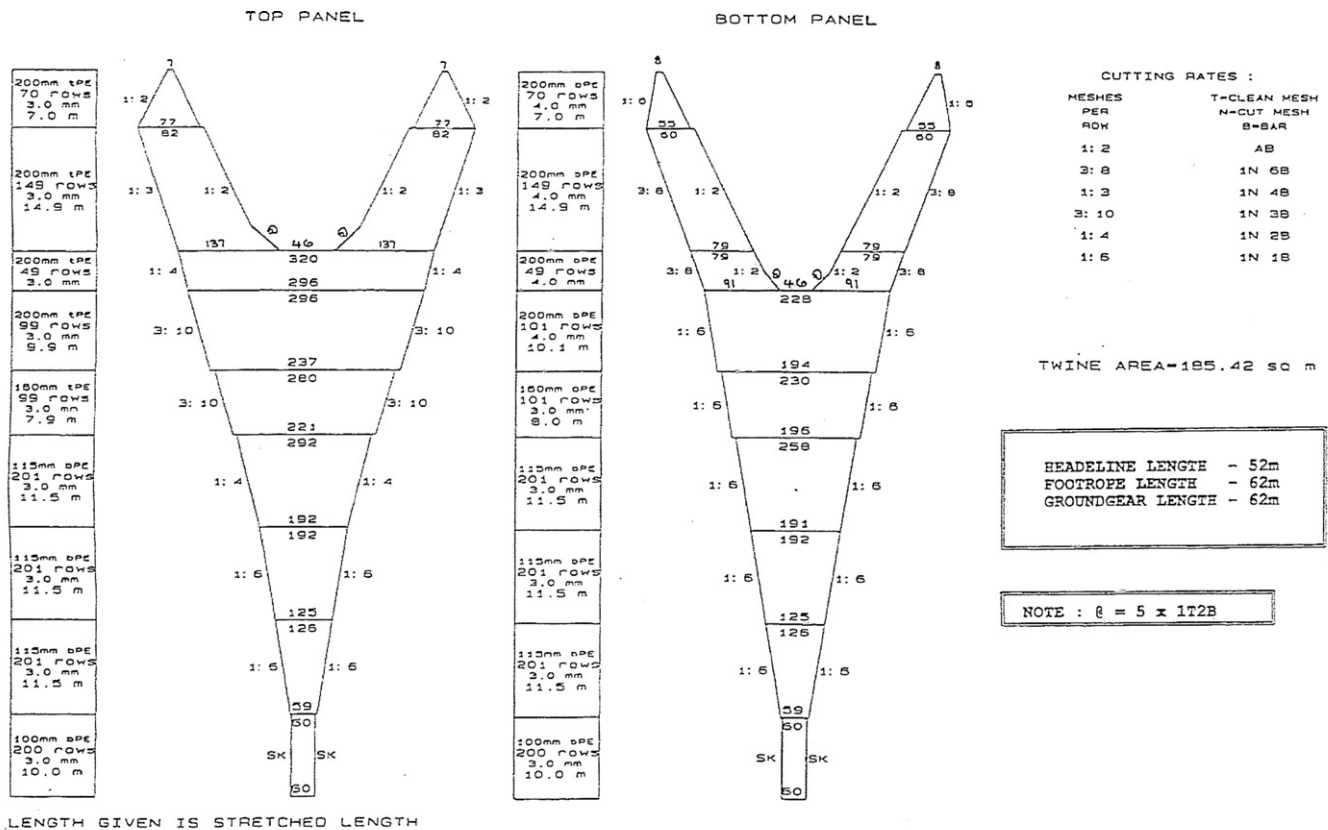 TOP PANEL
7
7
200mm tPE
70 rows
3.0 mm
7.0 m
1:2
1:2
77
82
77
82
200mm tPE
149 rows
3.0 mm
14.9 m
1:3
1:2
1:2
1:3
137
46
137
320
200mm tPE
49 rows
3.0 mm
1:4
1:4
296
296
200mm tPE
99 rows
3.0 mm
9.9 m
3:10
3:10
237
280
160mm tPE
99 rows
3.0 mm
7.9 m
3:10
3:10
221
292
115mm DPE
201 rows
3.0 mm
11.5 m
1:4
1:4
192
192
115mm DPE
201 rows
3.0 mm
11.5 m
1:6
1:6
125
126
115mm DPE
201 rows
3.0 mm
11.5 m
1:6
1:6
59
60
100mm DPE
200 rows
3.0 mm
10.0 m
SK
SK
60
LENGTH GIVEN IS STRETCHED LENGTH
BOTTOM PANEL
8
8
200mm DPE
70 rows
4.0 mm
7.0 m
1:6
1:6
55
60
55
60
200mm DPE
149 rows
4.0 mm
14.9 m
3:8
1:2
1:2
3:8
79
79
79
79
200mm DPE
49 rows
4.0 mm
3:8
1:2
1:2
3:8
91
46
91
228
200mm DPE
101 rows
4.0 mm
10.1 m
1:6
1:6
194
230
160mm DPE
101 rows
3.0 mm
8.0 m
1:6
1:6
196
258
115mm DPE
201 rows
3.0 mm
11.5 m
1:6
1:6
191
192
115mm DPE
201 rows
3.0 mm
11.5 m
1:6
1:6
125
126
115mm DPE
201 rows
3.0 mm
11.5 m
1:6
1:6
59
60
100mm DPE
200 rows
3.0 mm
10.0 m
SK
SK
60
CUTTING RATES :
MESHES PER ROW
T-CLEAN MESH
N-CUT MESH
B-BAR
1:2 AB
3:8 1N 6B
1:3 1N 4B
3:10 1N 3B
1:4 1N 2B
1:6 1N 1B
TWINE AREA=185.42 sq m
HEADELINE LENGTH - 52m
FOOTROPE LENGTH - 62m
GROUNDGEAR LENGTH - 62m
NOTE : @ = 5 x 1T2B